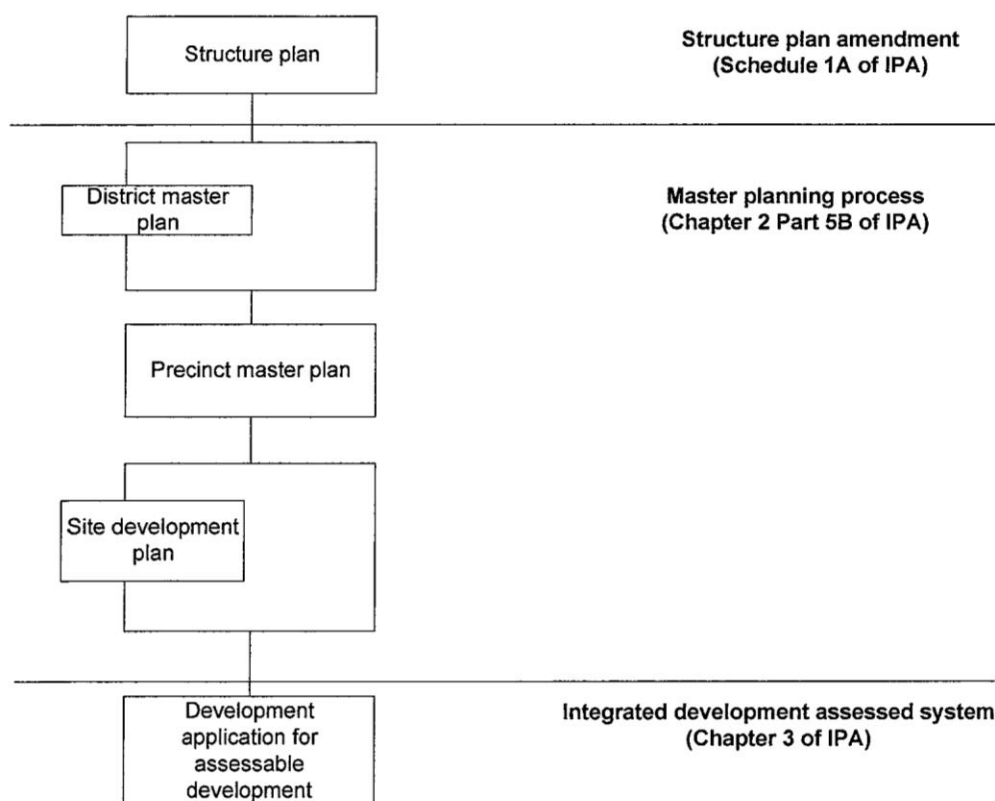 Structure plan
Structure plan amendment
(Schedule 1A of IPA)
District master
plan
Master planning process
(Chapter 2 Part 5B of IPA)
Precinct master plan
Site development
plan
Development
application for
assessable
development
Integrated development assessed system
(Chapter 3 of IPA)